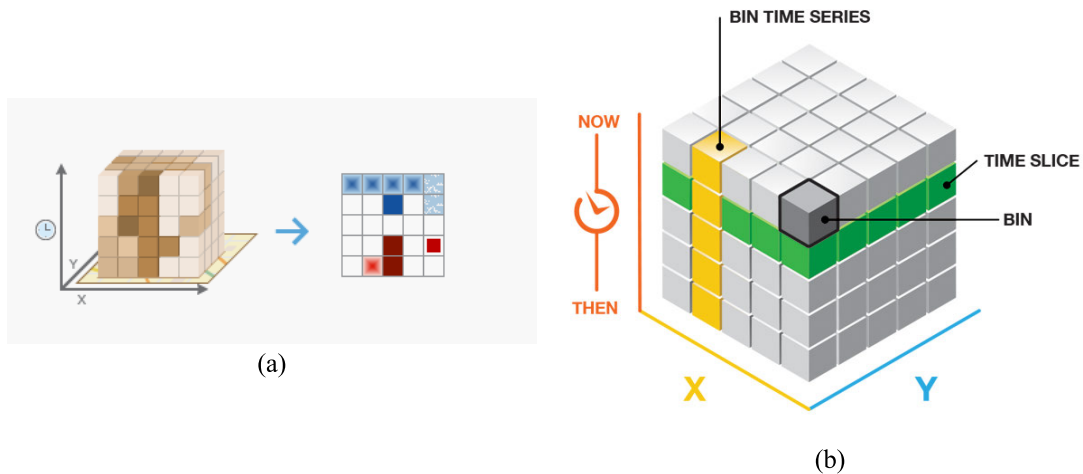 Y
X
(a)
BIN TIME SERIES
NOW
TIME SLICE
BIN
THEN
X
Y
(b)